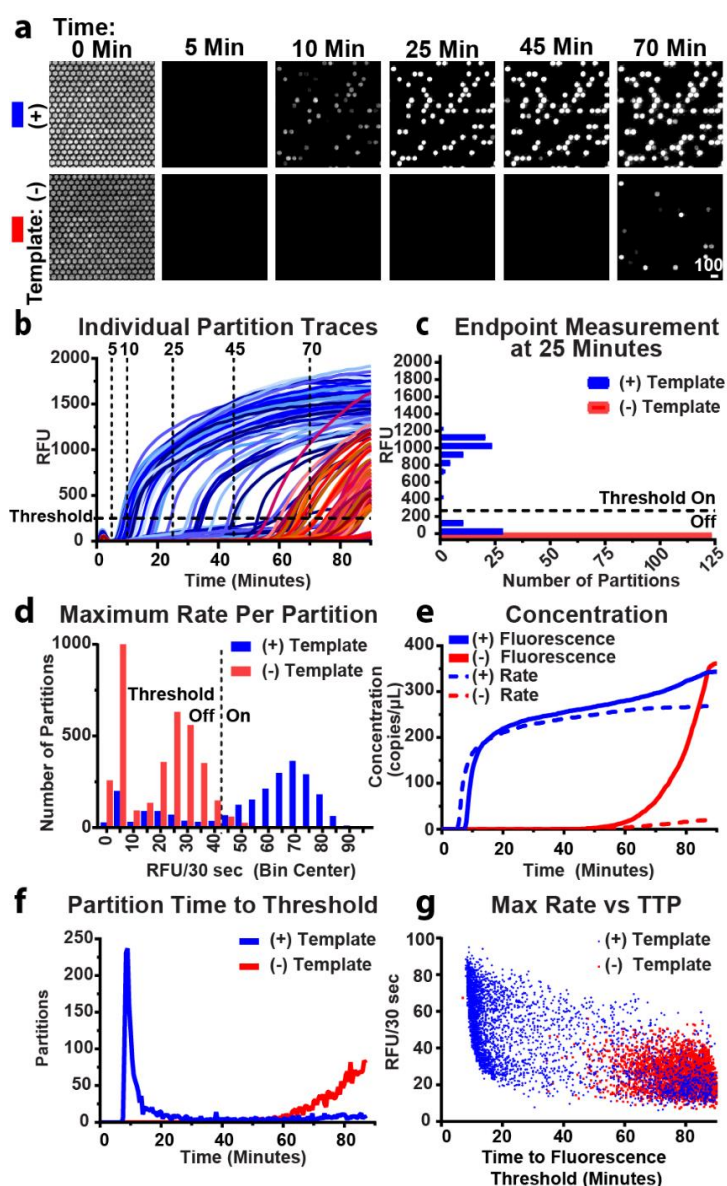 a
Time:
0 Min 5 Min 10 Min 25 Min 45 Min 70 Min
(+)
Template: (-)
100
b Individual Partition Traces
5 10 25 45 70
2000
1500
1000
500
0
RFU
Threshold
0 20 40 60 80
Time (Minutes)
c Endpoint Measurement
at 25 Minutes
2000
1800
1600
1400
1200
1000
800
600
400
200
0
RFU
(+) Template
(-) Template
Threshold On
Off
0 25 50 75 100 125
Number of Partitions
d Maximum Rate Per Partition
1000
500
0
Number of Partitions
(+) Template
(-) Template
Threshold
Off On
0 10 20 30 40 50 60 70 80 90
RFU/30 sec (Bin Center)
e Concentration
400
300
200
100
0
Concentration
(copies/µL)
(+) Fluorescence
(-) Fluorescence
(+) Rate
(-) Rate
0 20 40 60 80
Time (Minutes)
f Partition Time to Threshold
250
200
150
100
50
0
Partitions
(+) Template
(-) Template
0 20 40 60 80
Time (Minutes)
g Max Rate vs TTP
100
80
60
40
20
0
RFU/30 sec
(+) Template
(-) Template
0 20 40 60 80
Time to Fluorescence
Threshold (Minutes)